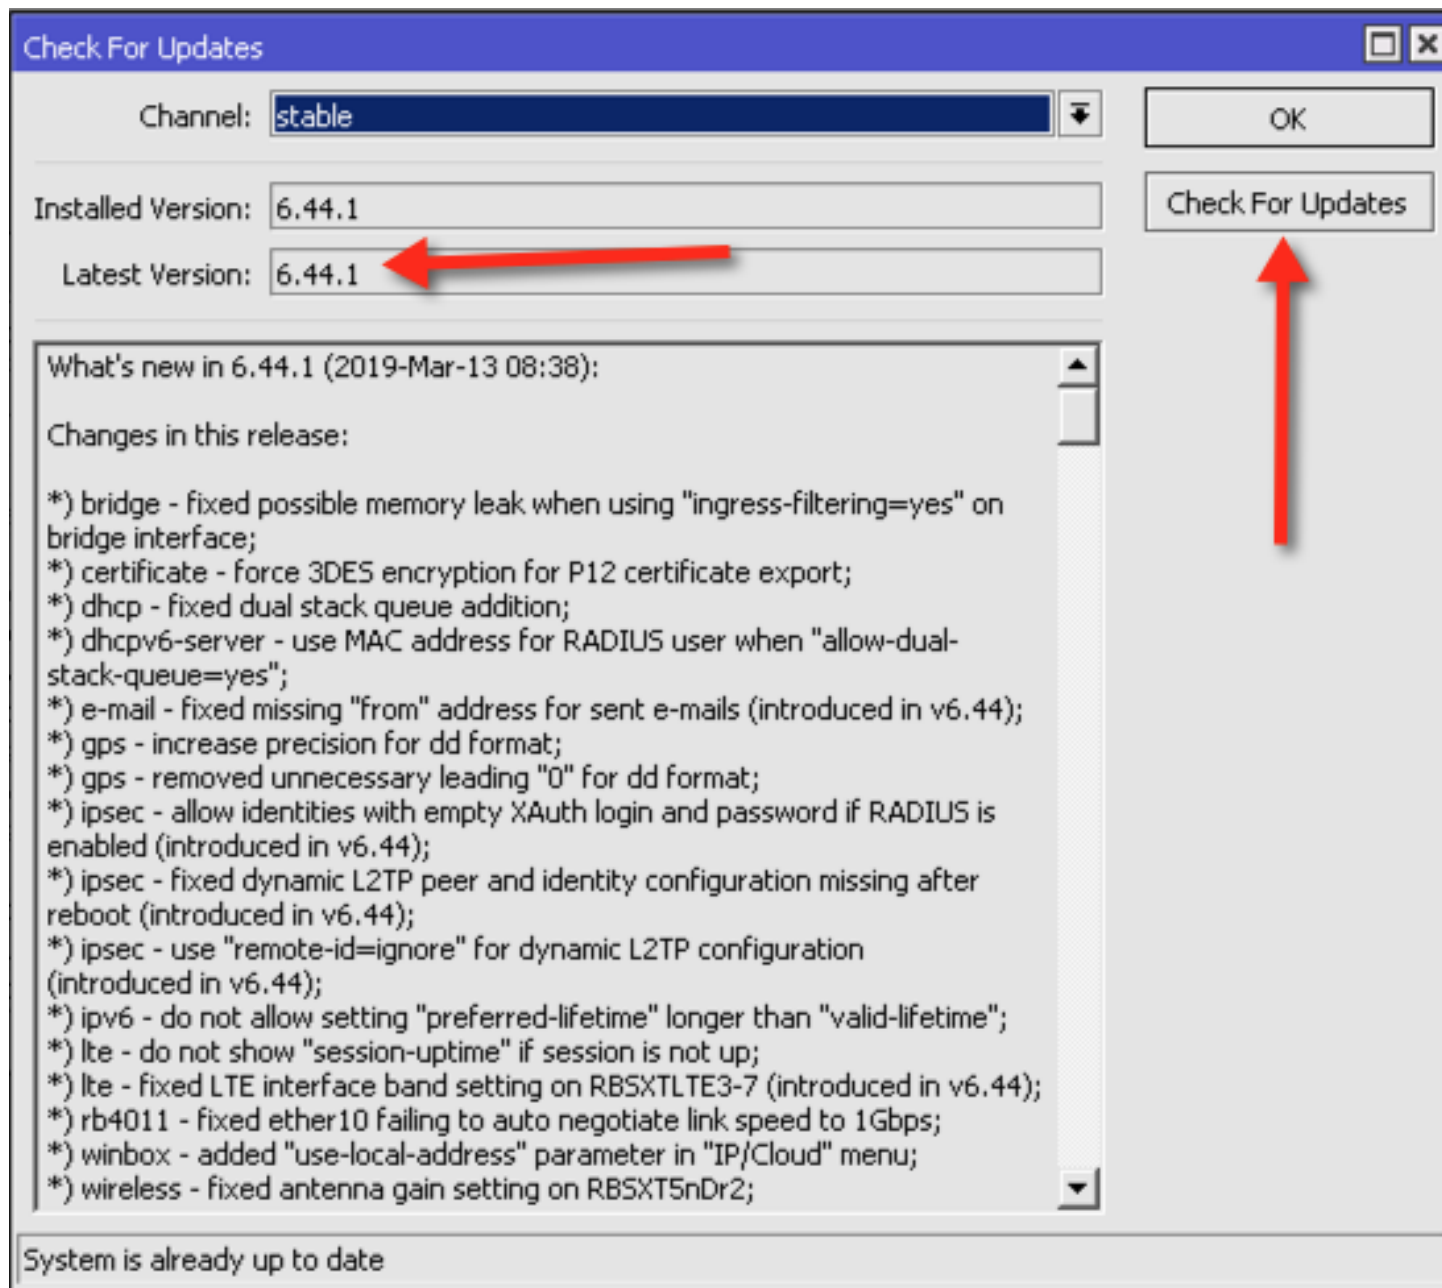 Check For Updates
Channel: stable
OK
Installed Version: 6.44.1
Check For Updates
Latest Version: 6.44.1
What's new in 6.44.1 (2019-Mar-13 08:38):
Changes in this release:
*) bridge - fixed possible memory leak when using "ingress-filtering=yes" on
bridge interface;
*) certificate - force 3DES encryption for P12 certificate export;
*) dhcp - fixed dual stack queue addition;
*) dhcpv6-server - use MAC address for RADIUS user when "allow-dual-
stack-queue=yes";
*) e-mail - fixed missing "from" address for sent e-mails (introduced in v6.44);
*) gps - increase precision for dd format;
*) gps - removed unnecessary leading "0" for dd format;
*) ipsec - allow identities with empty XAuth login and password if RADIUS is
enabled (introduced in v6.44);
*) ipsec - fixed dynamic L2TP peer and identity configuration missing after
reboot (introduced in v6.44);
*) ipsec - use "remote-id=ignore" for dynamic L2TP configuration
(introduced in v6.44);
*) ipv6 - do not allow setting "preferred-lifetime" longer than "valid-lifetime";
*) lte - do not show "session-uptime" if session is not up;
*) lte - fixed LTE interface band setting on RBSXTLTE3-7 (introduced in v6.44);
*) rb4011 - fixed ether10 failing to auto negotiate link speed to 1Gbps;
*) winbox - added "use-local-address" parameter in "IP/Cloud" menu;
*) wireless - fixed antenna gain setting on RBSXT5nDr2;
System is already up to date